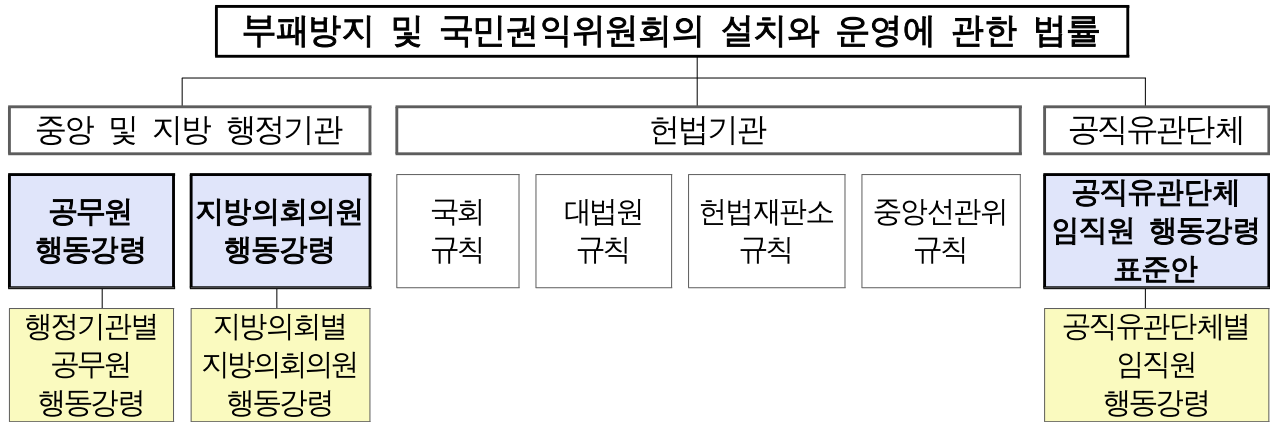 부패방지 및 국민권익위원회의 설치와 운영에 관한 법률
중앙 및 지방 행정기관
헌법기관
공직유관단체
공무원
행동강령
지방의회의원
행동강령
국회
규칙
대법원
규칙
헌법재판소
규칙
중앙선관위
규칙
공직유관단체
임직원 행동강령
표준안
행정기관별
공무원
행동강령
지방의회별
지방의회의원
행동강령
공직유관단체별
임직원
행동강령